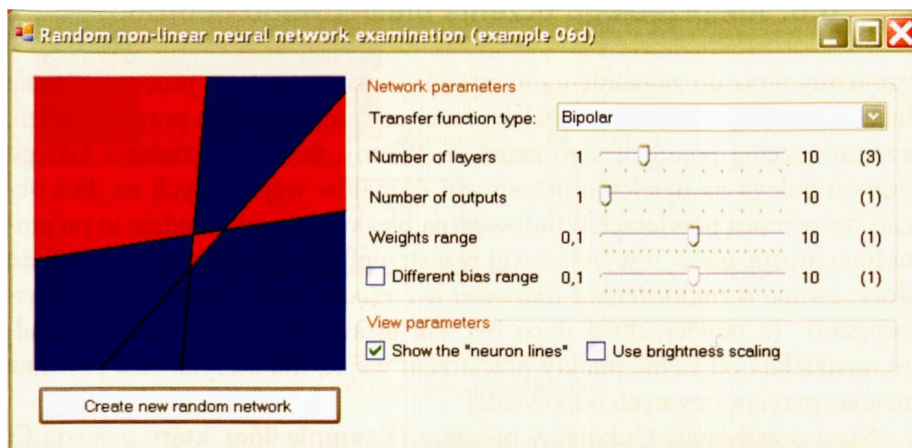 Random non-linear neural network examination (example 06d)
Network parameters
Transfer function type: Bipolar
Number of layers 1 10 (3)
Number of outputs 1 10 (1)
Weights range 0,1 10 (1)
Different bias range 0,1 10 (1)
View parameters
Show the "neuron lines" Use brightness scaling
Create new random network